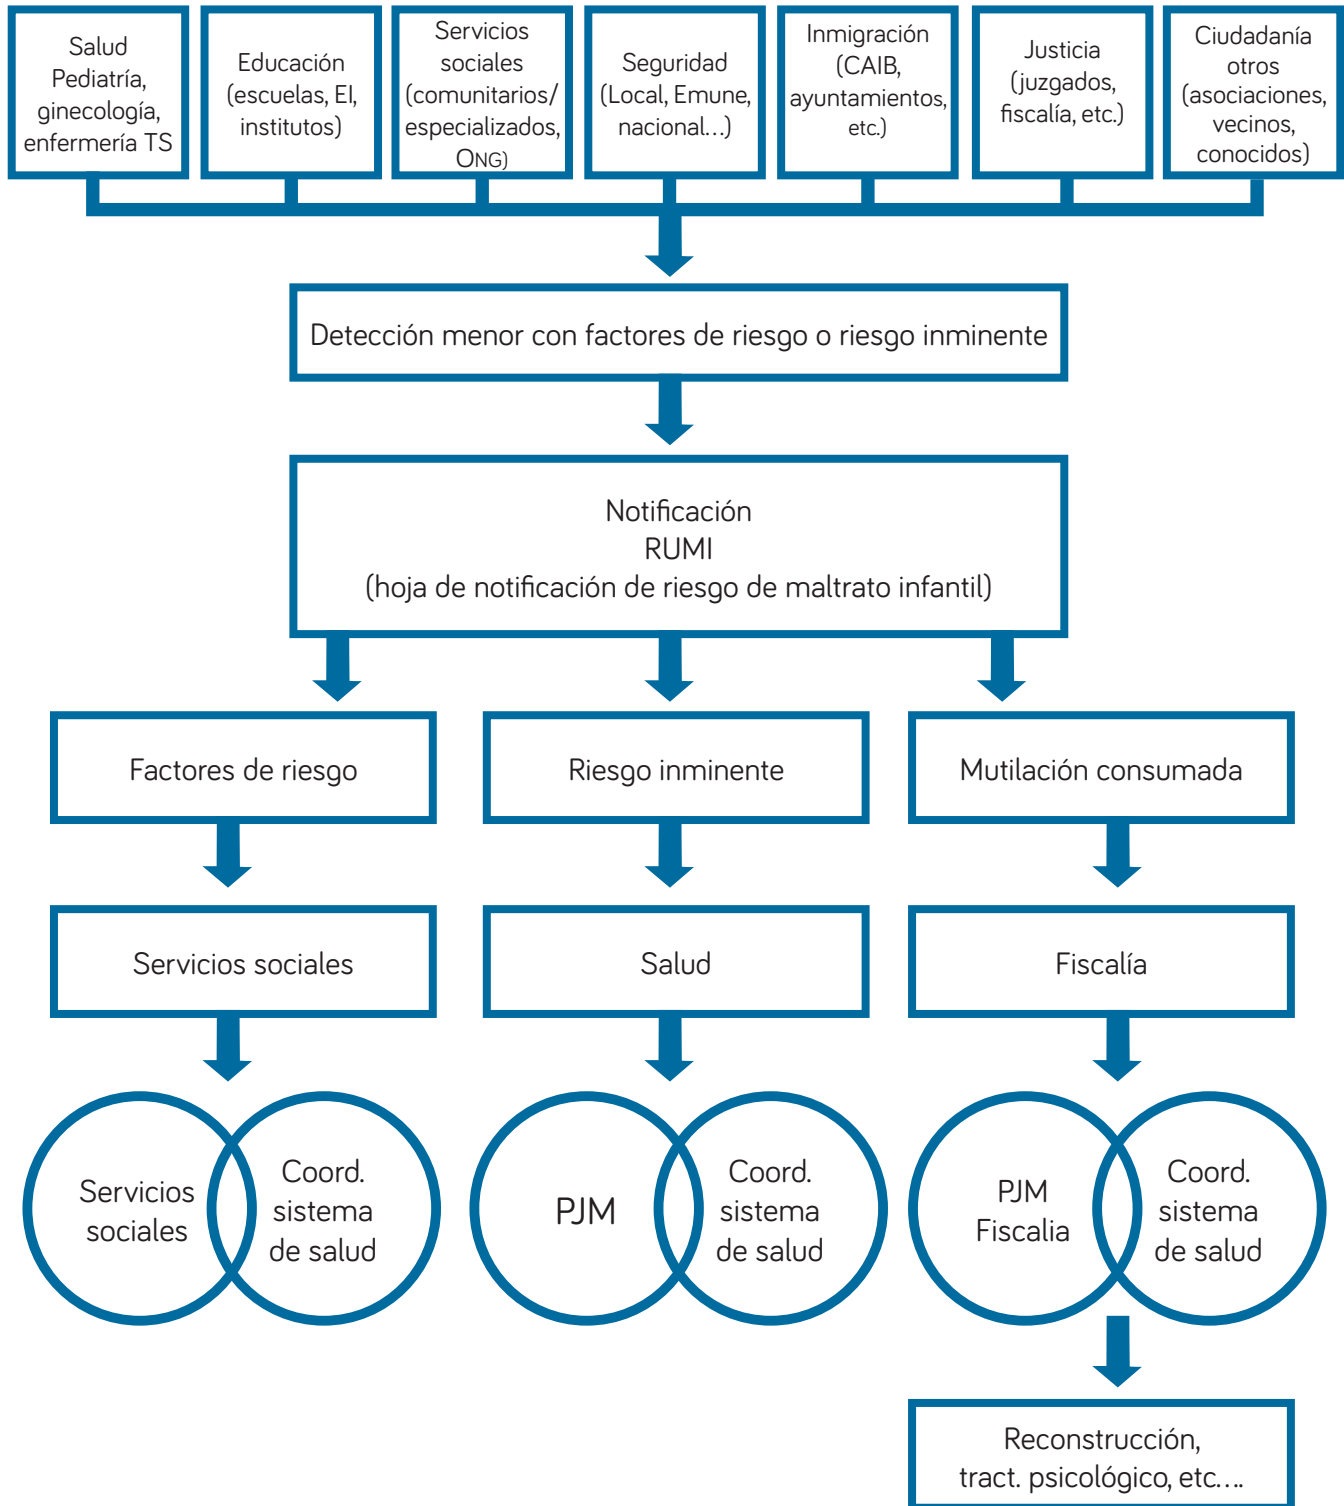 Salud
Pediatría,
ginecología,
enfermería TS
Educación
(escuelas, EI,
institutos)
Servicios
sociales
(comunitarios/
especializados,
ONG)
Seguridad
(Local, Emune,
nacional...)
Inmigración
(CAIB,
ayuntamientos,
etc.)
Justicia
(juzgados,
fiscalía, etc.)
Ciudadanía
otros
(asociaciones,
vecinos,
conocidos)
Detección menor con factores de riesgo o riesgo inminente
Notificación
RUMI
(hoja de notificación de riesgo de maltrato infantil)
Factores de riesgo
Riesgo inminente
Mutilación consumada
Servicios sociales
Salud
Fiscalía
Servicios
sociales
Coord.
sistema
de salud
PJM
Coord.
sistema
de salud
PJM
Fiscalia
Coord.
sistema
de salud
Reconstrucción,
tract. psicológico, etc....